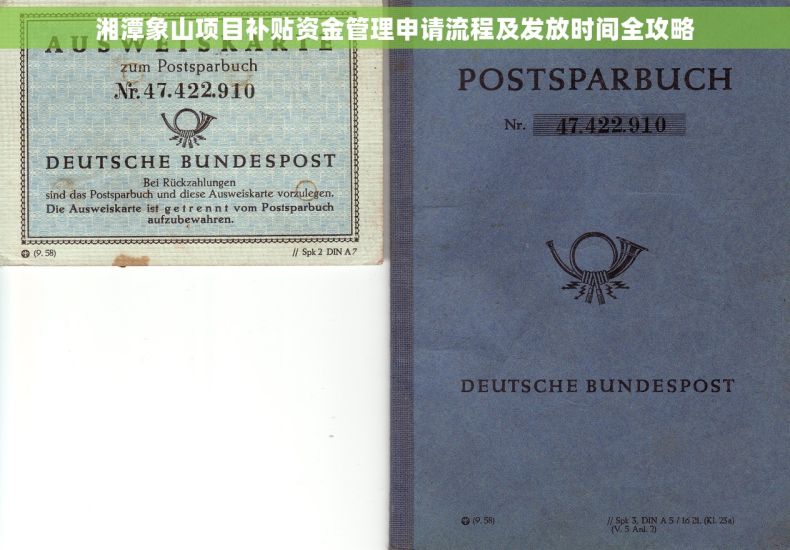 湘潭象山项目补贴资金管理申请流程及发放时间全攻略
AUSWEISKARTE
zum Postsparbuch
Nr. 47.422.910
DEUTSCHE BUNDESPOST
Bei Rückzahlungen
sind das Postsparbuch und diese Ausweiskarte vorzulegen.
Die Ausweiskarte ist getrennt vom Postsparbuch
aufzubewahren.
(9. 58)
// Spk 2 DIN A 7
POSTSPARBUCH
Nr. 47.422.910
DEUTSCHE BUNDESPOST
(9. 58)
// Spk 3, DIN A 5 / 16 Bl. (Kl. 23a)
(V. 5 Anl. 2)